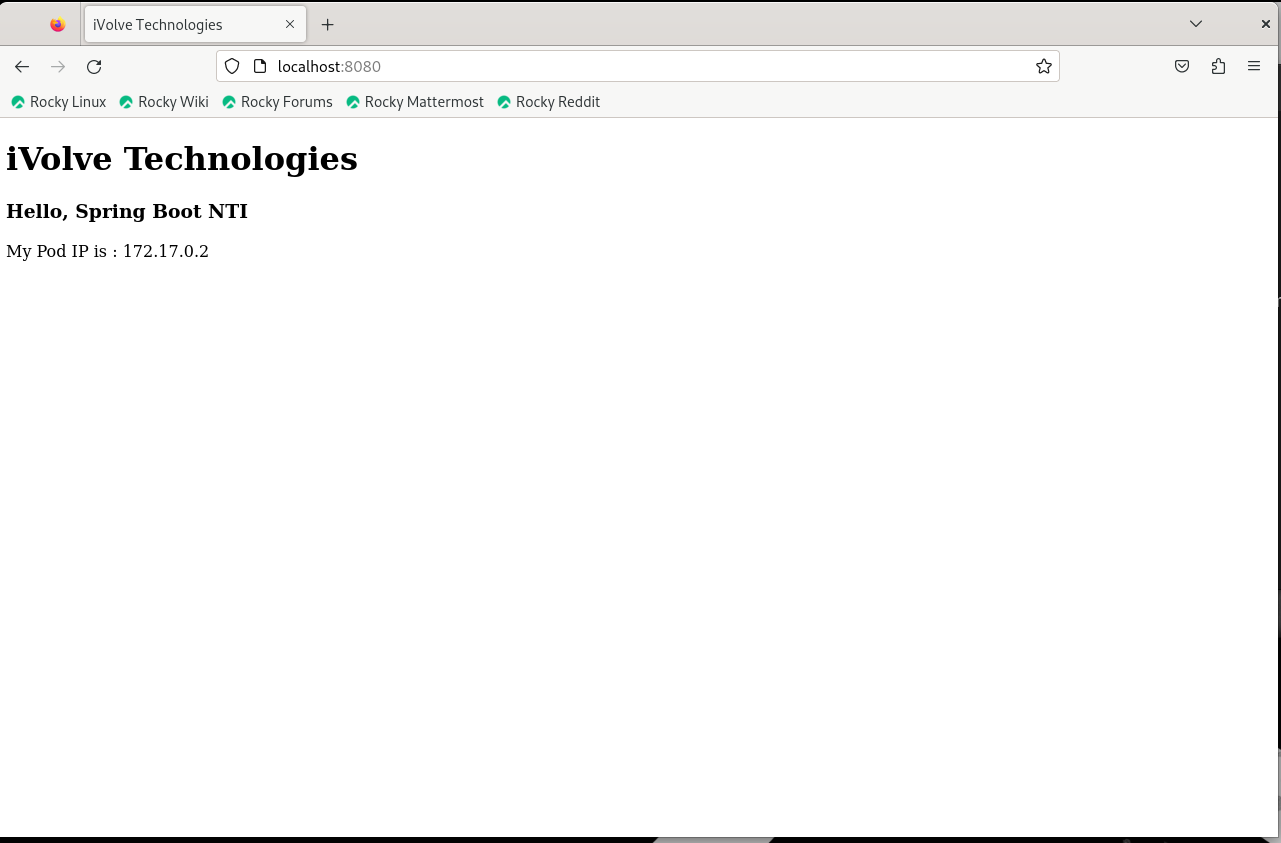 iVolve Technologies
localhost:8080
Rocky Linux Rocky Wiki Rocky Forums Rocky Mattermost Rocky Reddit
iVolve Technologies
Hello, Spring Boot NTI
My Pod IP is : 172.17.0.2